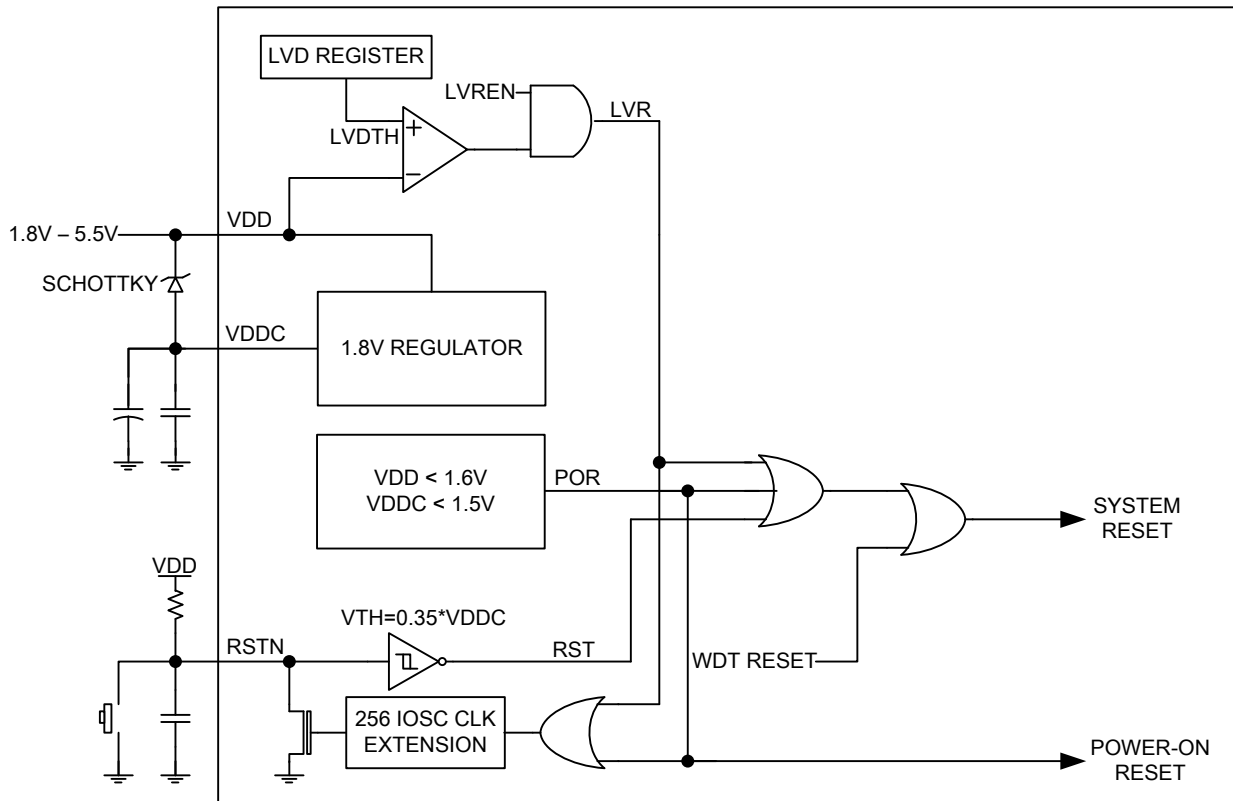 LVD REGISTER
LVREN
LVR
LVDTH
+
−
VDD
1.8V – 5.5V
SCHOTTKY
VDDC
1.8V REGULATOR
VDD < 1.6V
VDDC < 1.5V
POR
SYSTEM
RESET
VDD
VTH=0.35*VDDC
RSTN
RST
WDT RESET
256 IOSC CLK
EXTENSION
POWER-ON
RESET